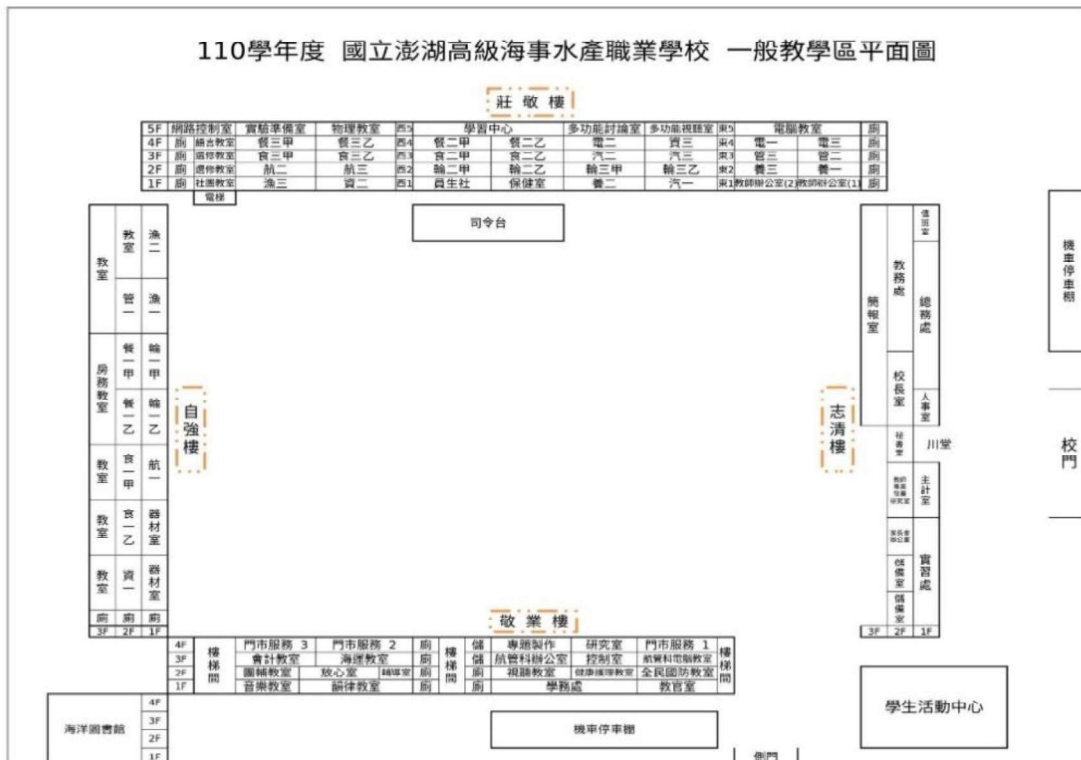 110學年度 國立澎湖高級海事水產職業學校 一般教學區平面圖
莊敬樓
5F 網路控制室 實驗準備室 物理教室 西5 學習中心 多功能討論室 多功能視聽室 東5 電腦教室 廁
4F 廁 語言教室 餐三甲 餐三乙 西4 餐二甲 餐二乙 電二 資三 東4 電一 電三 廁
3F 廁 選修教室 食三甲 食三乙 西3 食二甲 食二乙 汽二 汽三 東3 管三 管二 廁
2F 廁 選修教室 航二 航三 西2 輪二甲 輪二乙 輪三甲 輪三乙 東2 養三 養一 廁
1F 廁 社團教室 漁三 資二 西1 員生社 保健室 養二 汽一 東1 教師辦公室(2) 教師辦公室(1) 廁
電梯
司令台
教室 教室 漁二
管一 漁一
房務教室 餐一甲 輪一甲
餐一乙 輪一乙
教室 食一甲 航一
教室 食一乙 器材室
教室 資一 器材室
廁 廁 廁
3F 2F 1F
自強樓
志清樓
簡報室 教務處 值班室
總務處
校長室 人事室
秘書室 川堂
主計室
實習處
儲備室
儲備室
3F 2F 1F
機車停車棚
校門
敬業樓
4F 樓梯間 門市服務 3 門市服務 2 廁 樓梯間 儲 專題製作 研究室 門市服務 1 樓梯間
3F 會計教室 海運教室 廁 儲 航管科辦公室 控制室 航管科電腦教室
2F 團輔教室 放心室 輔導室 廁 廁 視聽教室 健康護理教室 全民國防教室
1F 音樂教室 韻律教室 廁 廁 學務處 教官室
海洋圖書館
4F
3F
2F
1F
機車停車棚
學生活動中心
側門